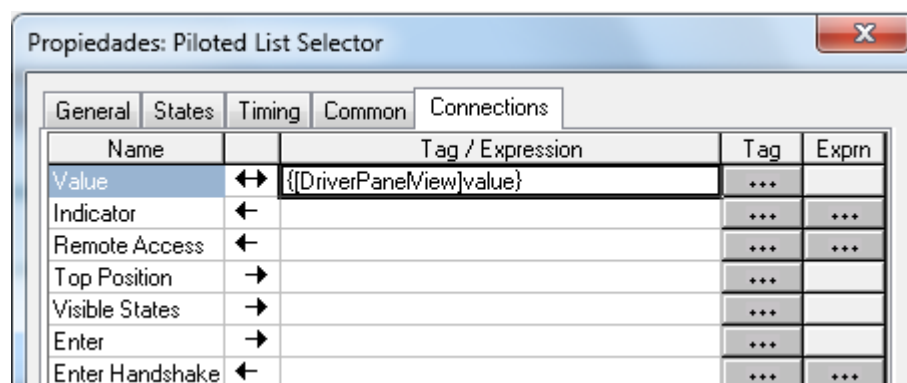 Propiedades: Piloted List Selector
General States Timing Common Connections
Name Tag / Expression Tag Exprn
Value {[DriverPanelView]value} ...
Indicator ... ...
Remote Access ... ...
Top Position ...
Visible States ...
Enter ...
Enter Handshake ... ...